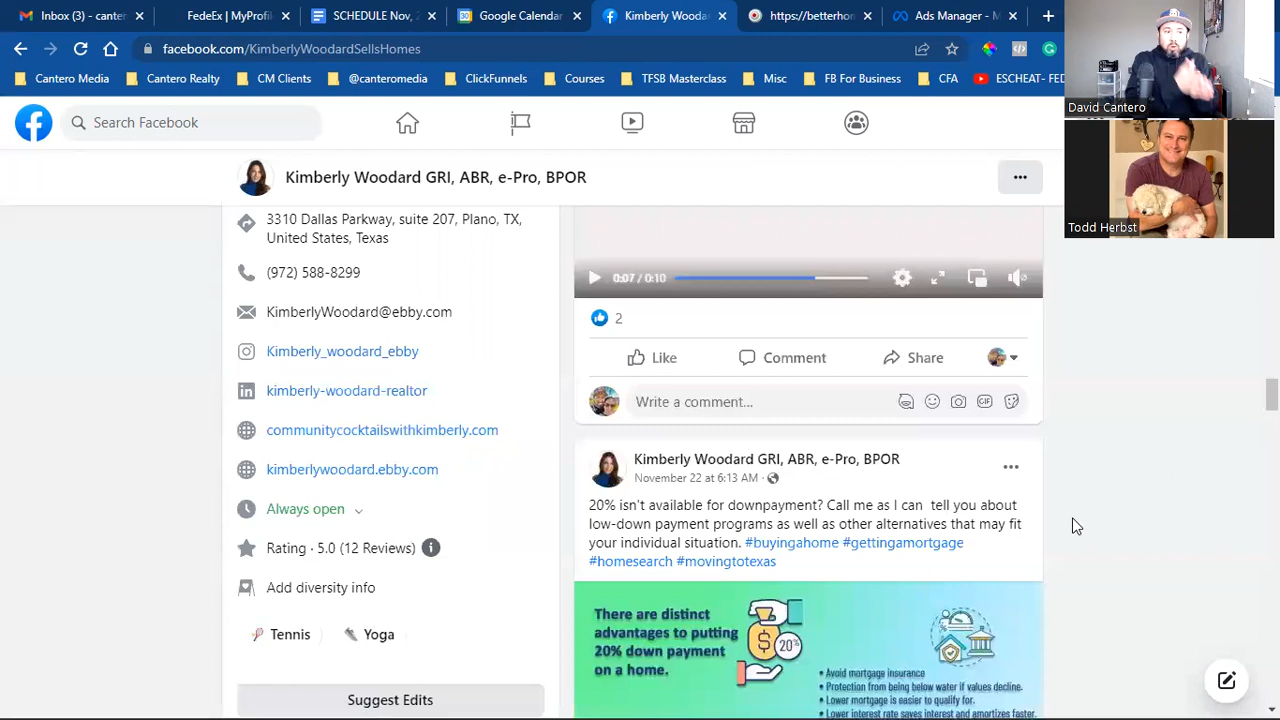 Inbox (3) - canter
FedEx | MyProfil
SCHEDULE Nov, 2
Google Calendar
Kimberly Woodar
https://betterhon
Ads Manager - M
facebook.com/KimberlyWoodardSellsHomes
Cantero Media
Cantero Realty
CM Clients
@canteromedia
ClickFunnels
Courses
TFSB Masterclass
Misc
FB For Business
CFA
ESCHEAT- FED
David Cantero
Todd Herbst
Search Facebook
Kimberly Woodard GRI, ABR, e-Pro, BPOR
3310 Dallas Parkway, suite 207, Plano, TX,
United States, Texas
(972) 588-8299
KimberlyWoodard@ebby.com
Kimberly_woodard_ebby
kimberly-woodard-realtor
communitycocktailswithkimberly.com
kimberlywoodard.ebby.com
Always open
Rating · 5.0 (12 Reviews)
Add diversity info
Tennis
Yoga
Suggest Edits
0:07 / 0:10
2
Like
Comment
Share
Write a comment...
GIF
Kimberly Woodard GRI, ABR, e-Pro, BPOR
November 22 at 6:13 AM ·
20% isn't available for downpayment? Call me as I can tell you about
low-down payment programs as well as other alternatives that may fit
your individual situation. #buyingahome #gettingamortgage
#homesearch #movingtotexas
There are distinct
advantages to putting
20% down payment
on a home.
$
20%
• Avoid mortgage insurance
• Protection from being below water if values decline.
• Lower mortgage is easier to qualify for.
• Lower interest rate saves interest and amortizes faster.